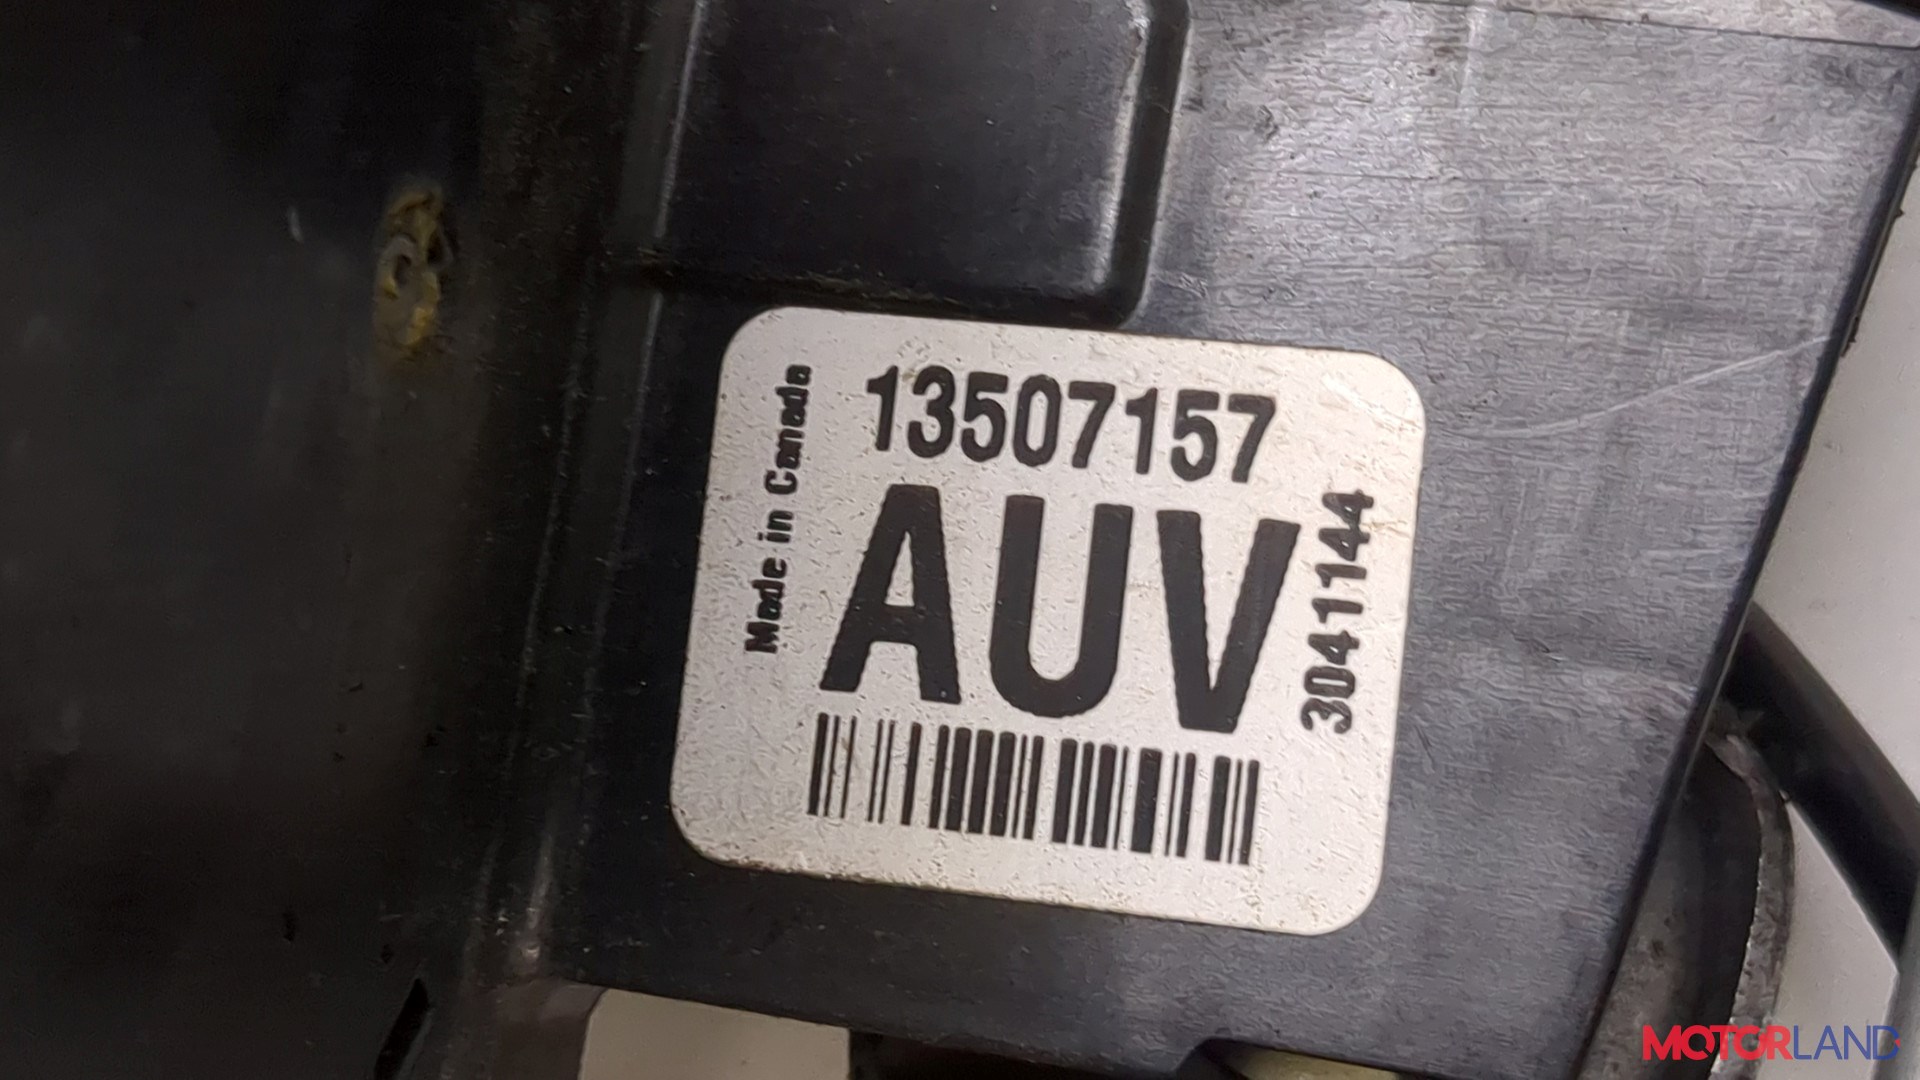 13507157
Made in Canada
AUV
3041144
MOTORLAND